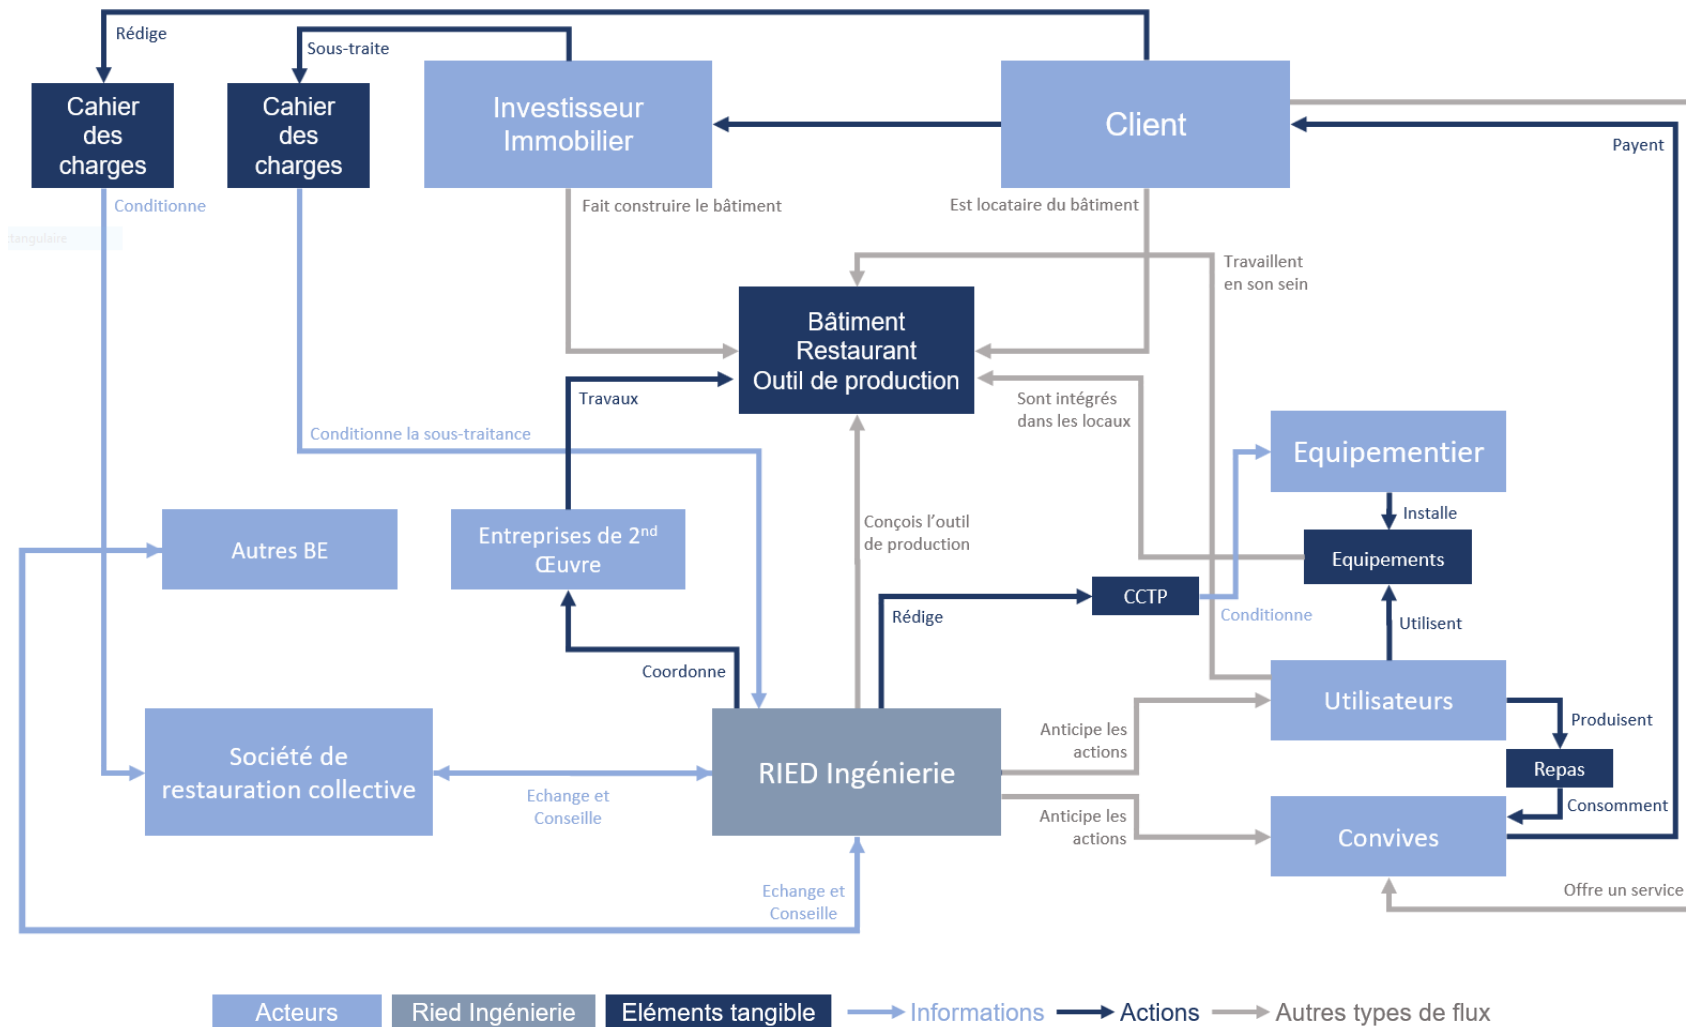 Rédige
Sous-traite
Cahier
des
charges
Cahier
des
charges
Investisseur
Immobilier
Client
Payent
Conditionne
Fait construire le bâtiment
Est locataire du bâtiment
ctangulaire
Travaillent
en son sein
Bâtiment
Restaurant
Outil de production
Travaux
Sont intégrés
dans les locaux
Conditionne la sous-traitance
Equipementier
Installe
Autres BE
Entreprises de 2nd
Œuvre
Conçois l’outil
de production
Equipements
CCTP
Rédige
Conditionne
Utilisent
Coordonne
Utilisateurs
Produisent
Anticipe les
actions
Société de
restauration collective
RIED Ingénierie
Repas
Echange et
Conseille
Consomment
Anticipe les
actions
Convives
Echange et
Conseille
Offre un service
Acteurs
Ried Ingénierie
Eléments tangible
Informations
Actions
Autres types de flux